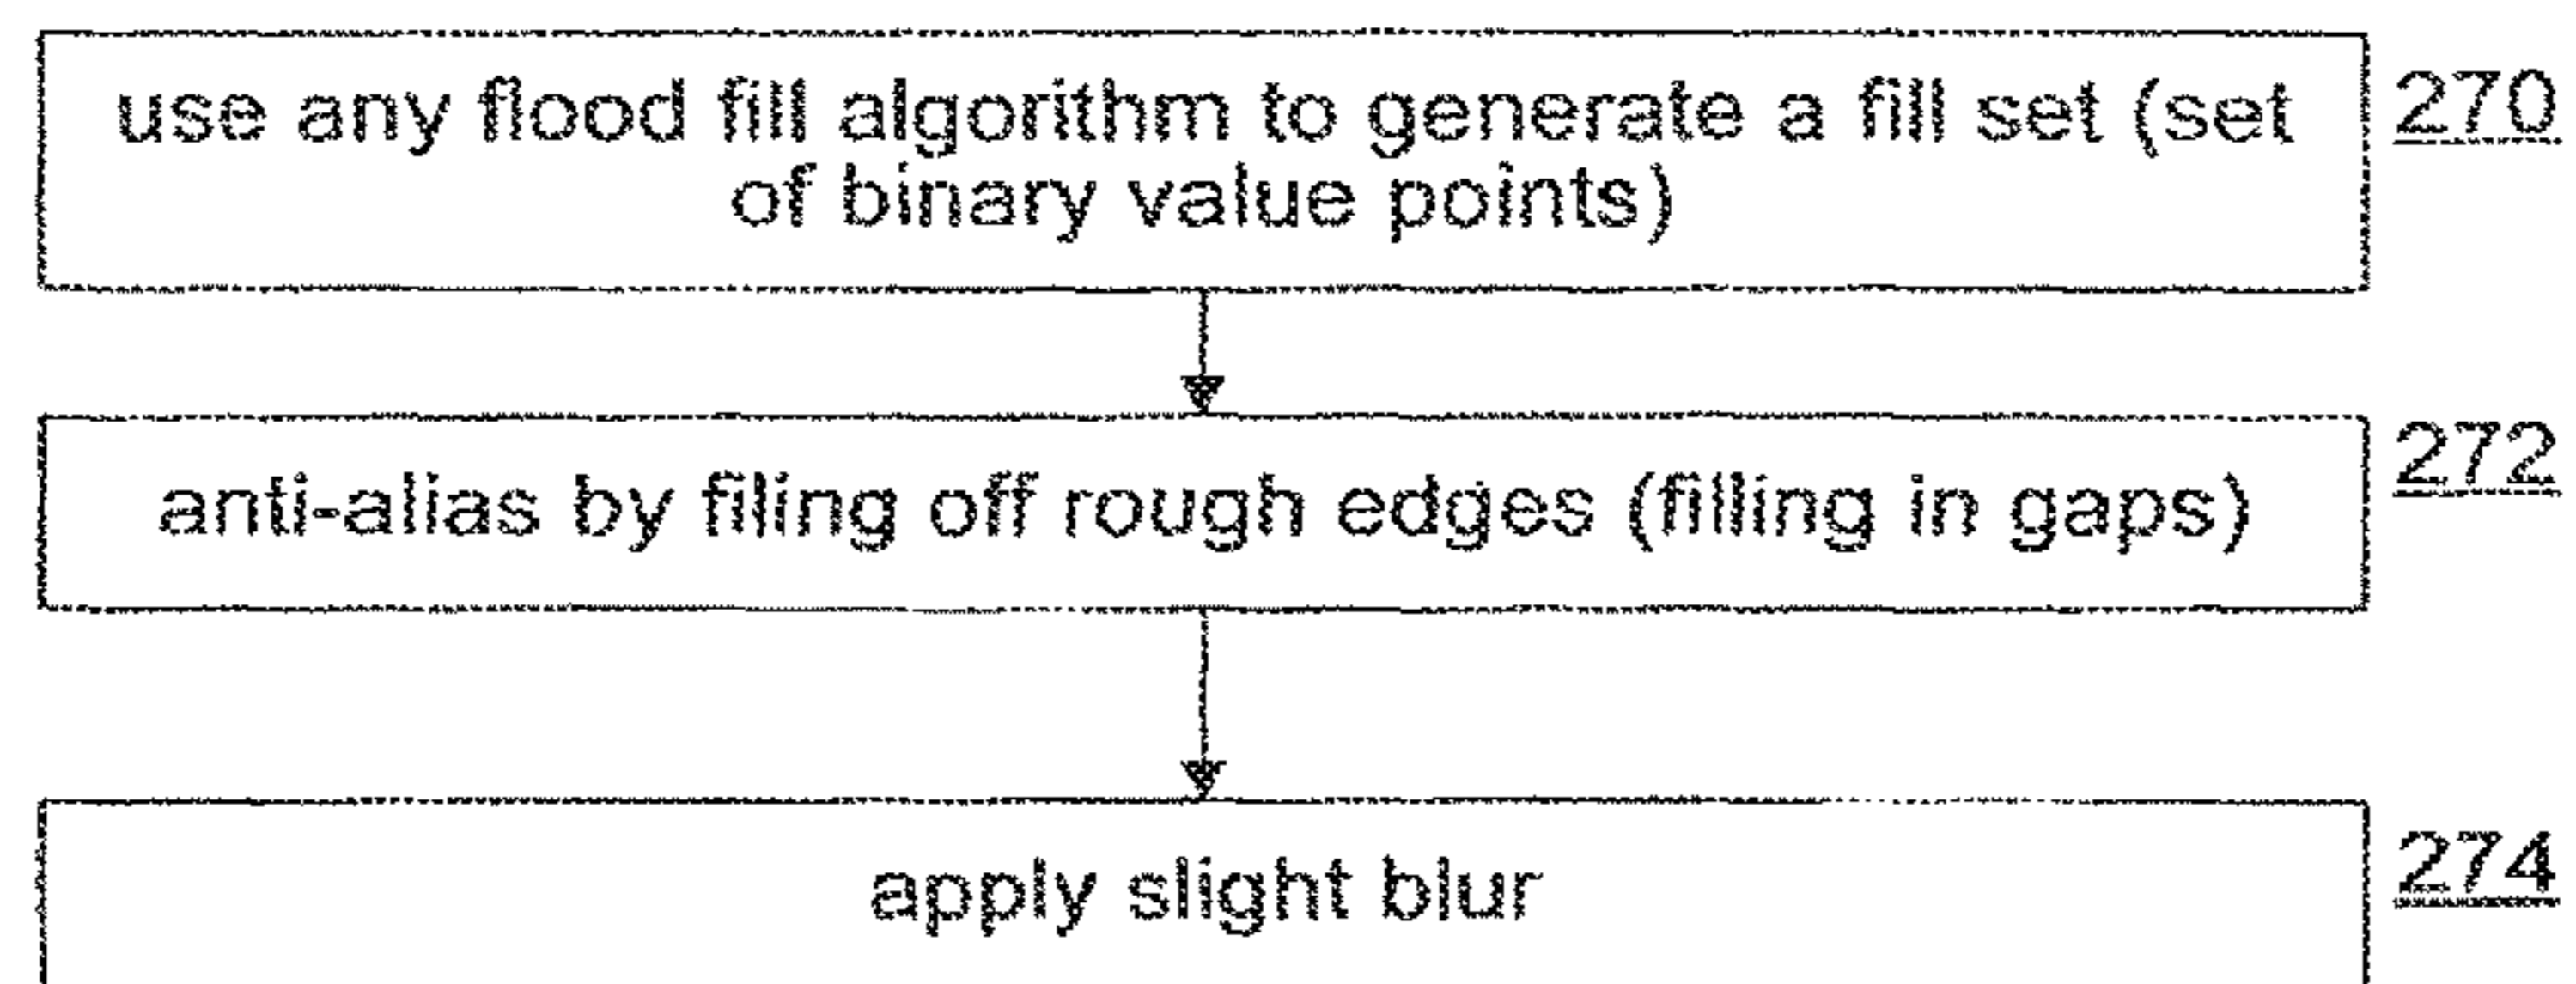 use any flood fill algorithm to generate a fill set (set
of binary value points)
270
anti-alias by filing off rough edges (filling in gaps)
272
apply slight blur
274